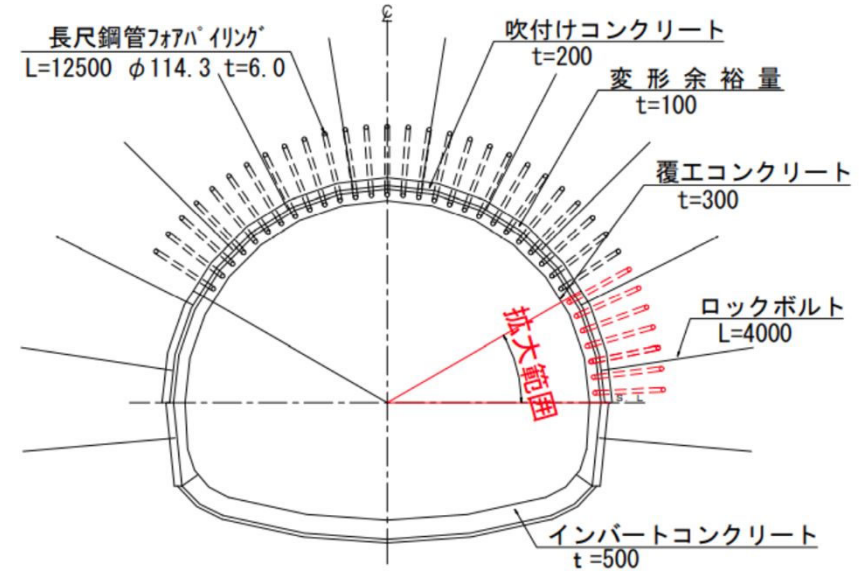 ℄
長尺鋼管ﾌｫｱﾊﾟｲﾘﾝｸﾞ
L=12500 φ114.3 t=6.0
吹付けコンクリート
t=200
変形余裕量
t=100
覆工コンクリート
t=300
ロックボルト
L=4000
拡大範囲
S L
インバートコンクリート
t=500